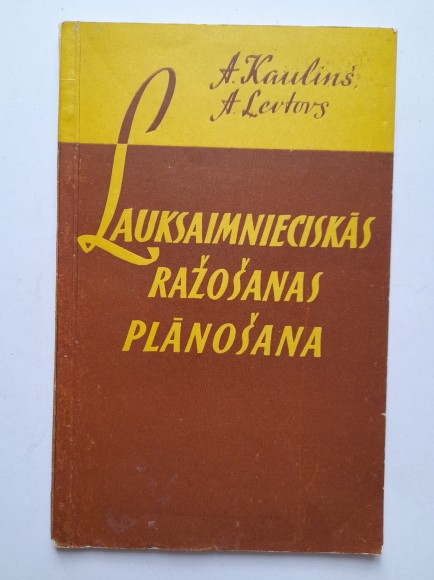 A. Kauliņš,
A. Levtovs
LAUKSAIMNIECISKĀS
RAŽOŠANAS
PLĀNOŠANA